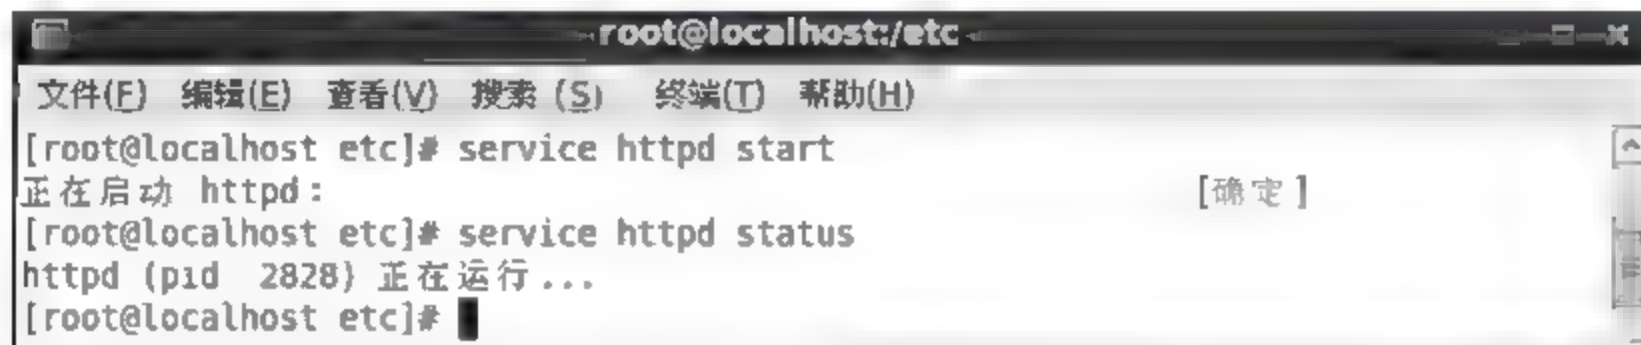 root@localhost:/etc
文件(F) 编辑(E) 查看(V) 搜索 (S) 终端(T) 帮助(H)
[root@localhost etc]# service httpd start
正在启动 httpd: [确定]
[root@localhost etc]# service httpd status
httpd (pid 2828) 正在运行...
[root@localhost etc]#